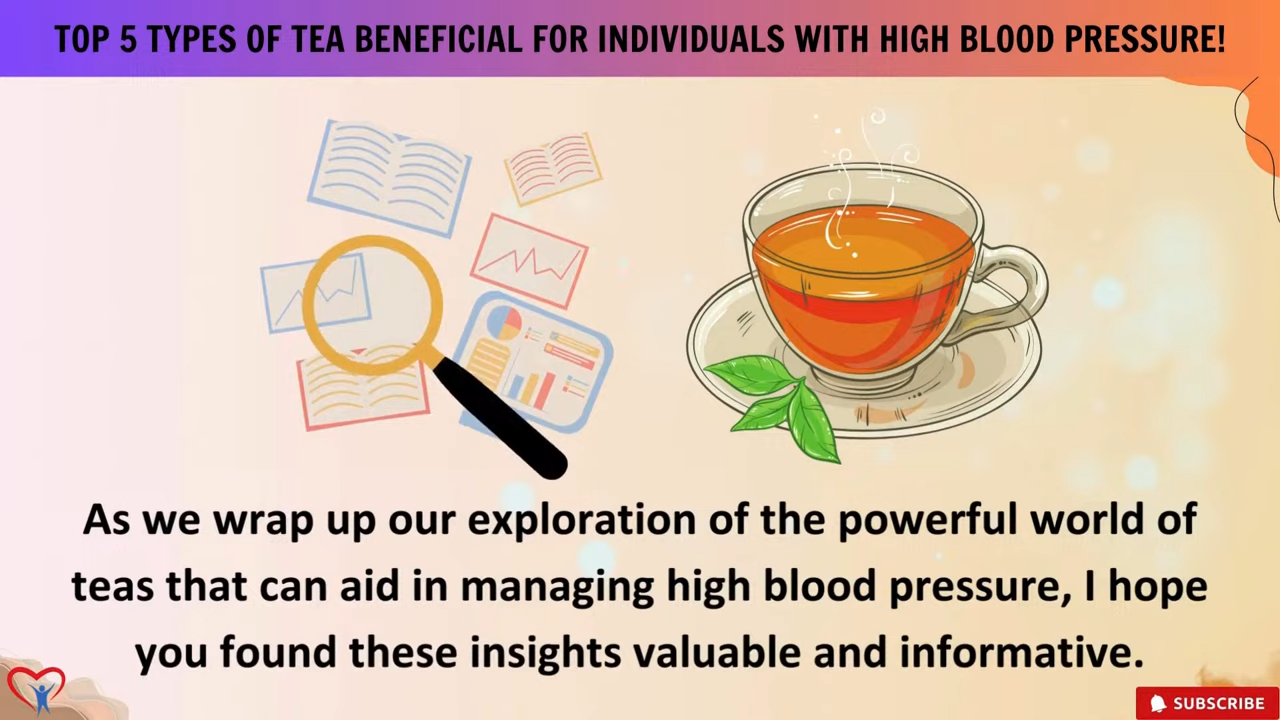 TOP 5 TYPES OF TEA BENEFICIAL FOR INDIVIDUALS WITH HIGH BLOOD PRESSURE!
As we wrap up our exploration of the powerful world of
teas that can aid in managing high blood pressure, I hope
you found these insights valuable and informative.
SUBSCRIBE